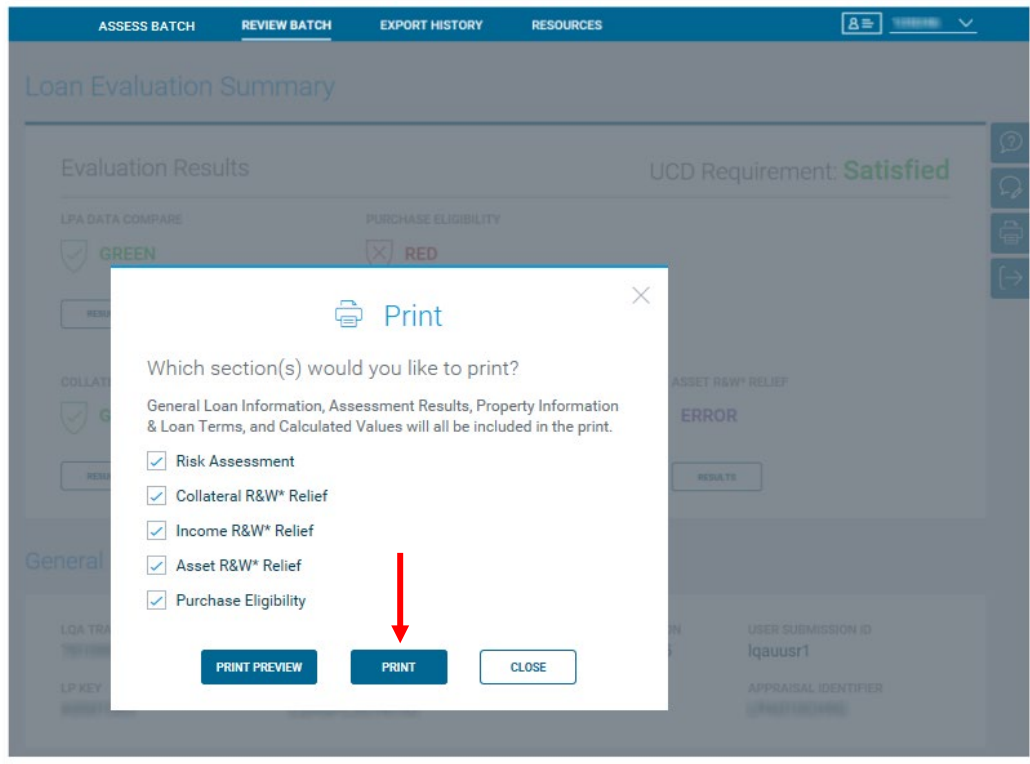 ASSESS BATCH REVIEW BATCH EXPORT HISTORY RESOURCES
Loan Evaluation Summary
Evaluation Results UCD Requirement: Satisfied
LPA DATA COMPARE PURCHASE ELIGIBILITY
GREEN RED
Print
Which section(s) would you like to print?
COLLAT ASSET R&W* RELIEF
General Loan Information, Assessment Results, Property Information
G ERROR
& Loan Terms, and Calculated Values will all be included in the print.
Risk Assessment
RESULTS
Collateral R&W* Relief
Income R&W* Relief
General
Asset R&W* Relief
Purchase Eligibility
LQA TRA USER SUBMISSION ID
lqauusr1
PRINT PREVIEW PRINT CLOSE
LP KEY APPRAISAL IDENTIFIER